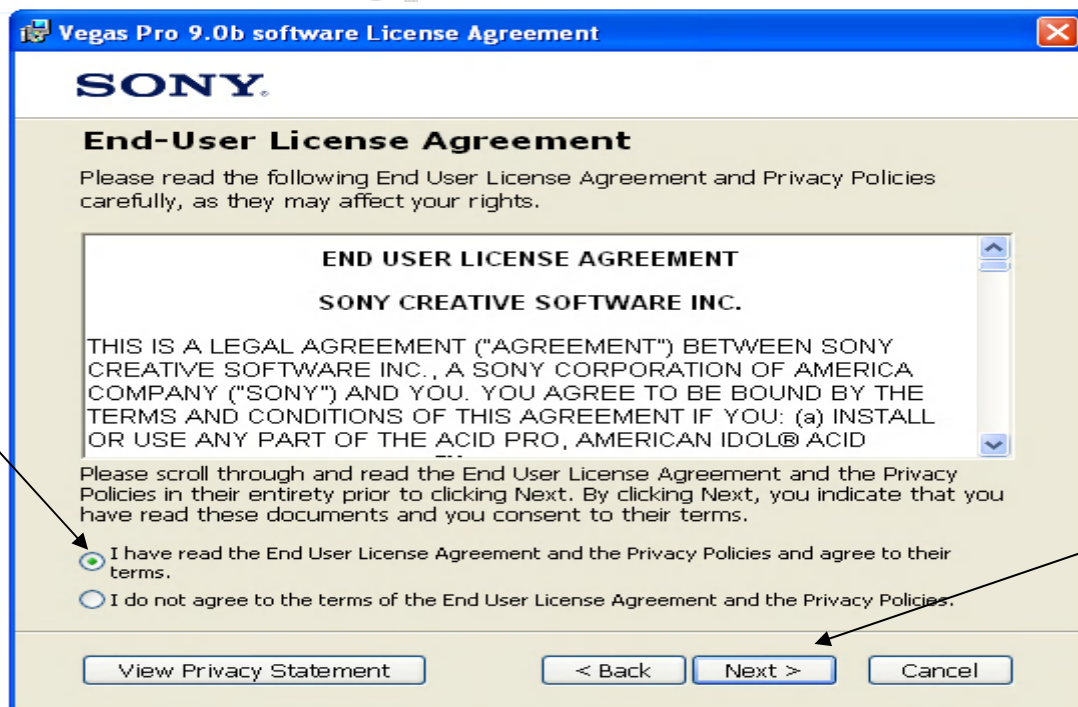 Vegas Pro 9.0b software License Agreement
SONY.
End-User License Agreement
Please read the following End User License Agreement and Privacy Policies
carefully, as they may affect your rights.
END USER LICENSE AGREEMENT
SONY CREATIVE SOFTWARE INC.
THIS IS A LEGAL AGREEMENT ("AGREEMENT") BETWEEN SONY
CREATIVE SOFTWARE INC., A SONY CORPORATION OF AMERICA
COMPANY ("SONY") AND YOU. YOU AGREE TO BE BOUND BY THE
TERMS AND CONDITIONS OF THIS AGREEMENT IF YOU: (a) INSTALL
OR USE ANY PART OF THE ACID PRO, AMERICAN IDOL® ACID
Please scroll through and read the End User License Agreement and the Privacy
Policies in their entirety prior to clicking Next. By clicking Next, you indicate that you
have read these documents and you consent to their terms.
I have read the End User License Agreement and the Privacy Policies and agree to their
terms.
I do not agree to the terms of the End User License Agreement and the Privacy Policies.
View Privacy Statement < Back Next > Cancel